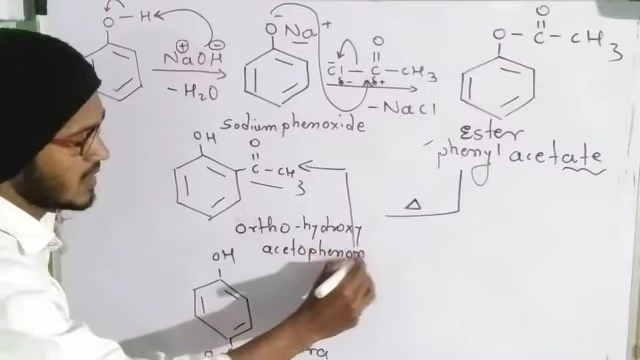 O-H
NaOH
-H2O
O- Na+
Cl-C-CH3
O
δ- δ+
-NaCl
sodium phenoxide
O
O-C-CH3
Ester
phenyl acetate
OH
O
C-CH3
Δ
ortho-hydroxy
acetophenon
OH